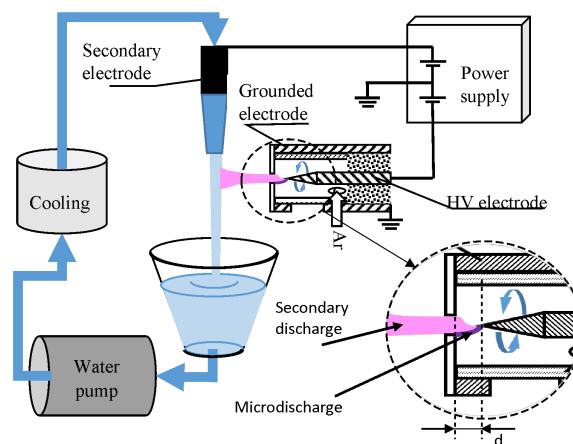 Secondary
electrode
Grounded
electrode
Power
supply
Cooling
HV electrode
Ar
Secondary
discharge
Water
pump
Microdischarge
d